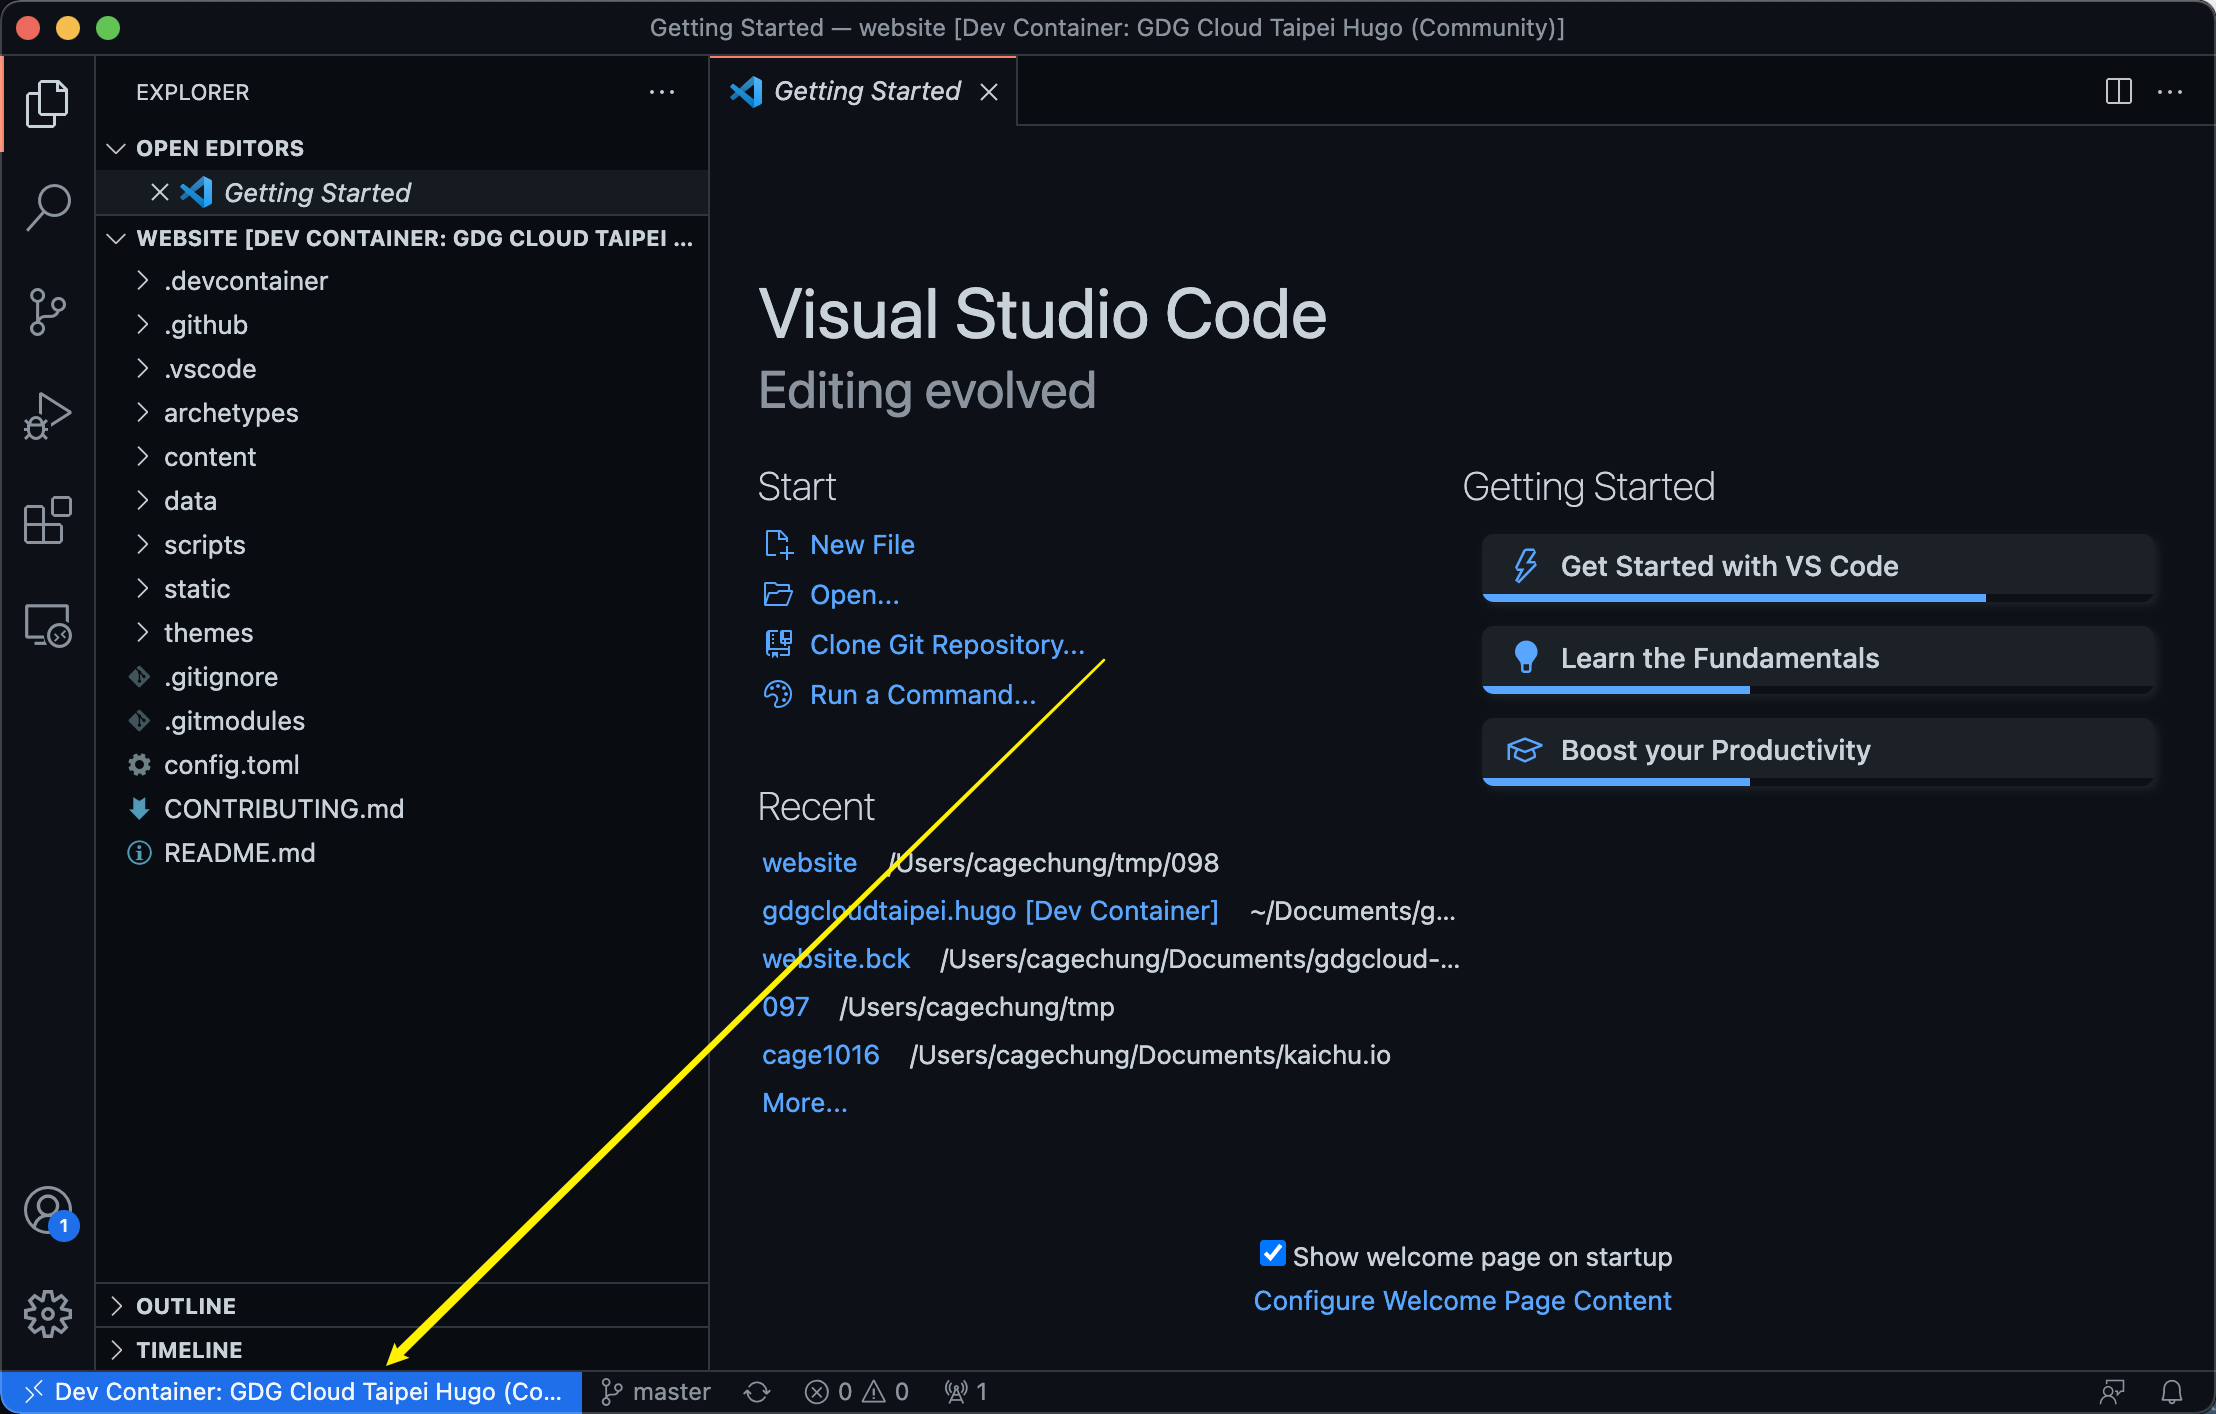 Getting Started — website [Dev Container: GDG Cloud Taipei Hugo (Community)]
EXPLORER
OPEN EDITORS
Getting Started
WEBSITE [DEV CONTAINER: GDG CLOUD TAIPEI ...
.devcontainer
.github
.vscode
archetypes
content
data
scripts
static
themes
.gitignore
.gitmodules
config.toml
CONTRIBUTING.md
README.md
OUTLINE
TIMELINE
Getting Started
Visual Studio Code
Editing evolved
Start
New File
Open...
Clone Git Repository...
Run a Command...
Recent
website /Users/cagechung/tmp/098
gdgcloudtaipei.hugo [Dev Container] ~/Documents/g...
website.bck /Users/cagechung/Documents/gdgcloud-...
097 /Users/cagechung/tmp
cage1016 /Users/cagechung/Documents/kaichu.io
More...
Getting Started
Get Started with VS Code
Learn the Fundamentals
Boost your Productivity
Show welcome page on startup
Configure Welcome Page Content
1
Dev Container: GDG Cloud Taipei Hugo (Co... master 0 0 1